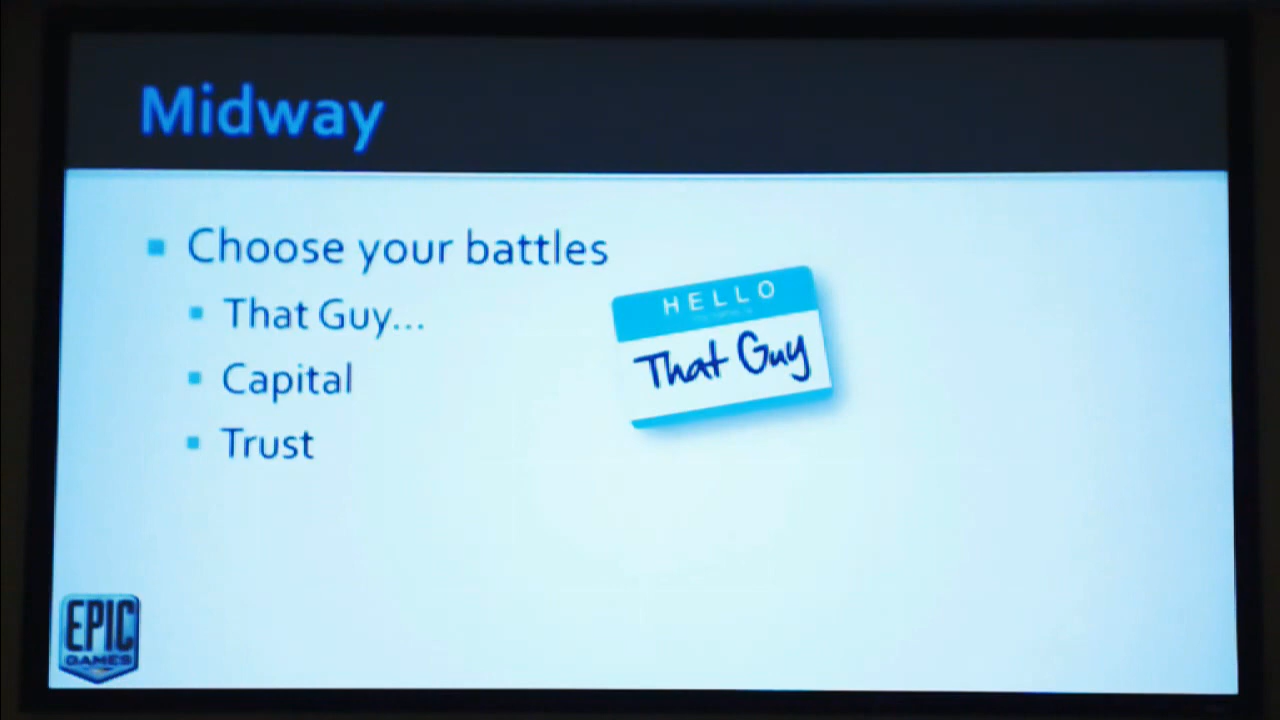 Midway
Choose your battles
That Guy...
Capital
Trust
HELLO
That Guy
EPIC
GAMES